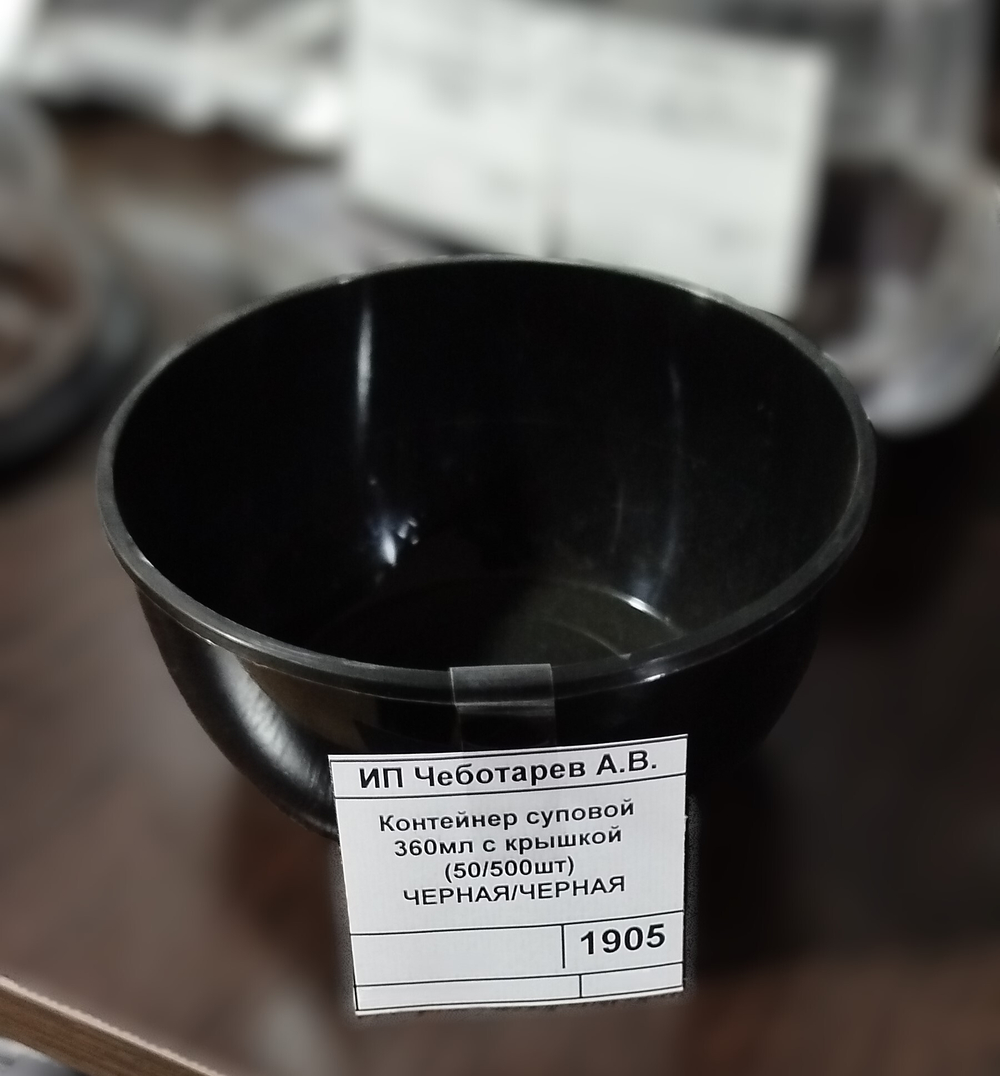 ИП Чеботарев А.В.
Контейнер суповой
360мл с крышкой
(50/500шт)
ЧЕРНАЯ/ЧЕРНАЯ
1905